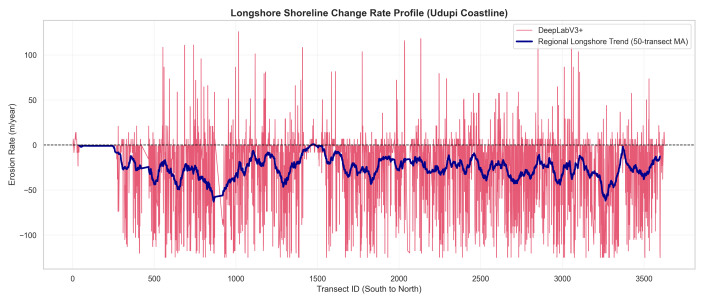 Longshore Shoreline Change Rate Profile (Udupi Coastline)
DeepLabV3+
Regional Longshore Trend (50-transect MA)
Erosion Rate (m/year)
100
50
0
−50
−100
0 500 1000 1500 2000 2500 3000 3500
Transect ID (South to North)